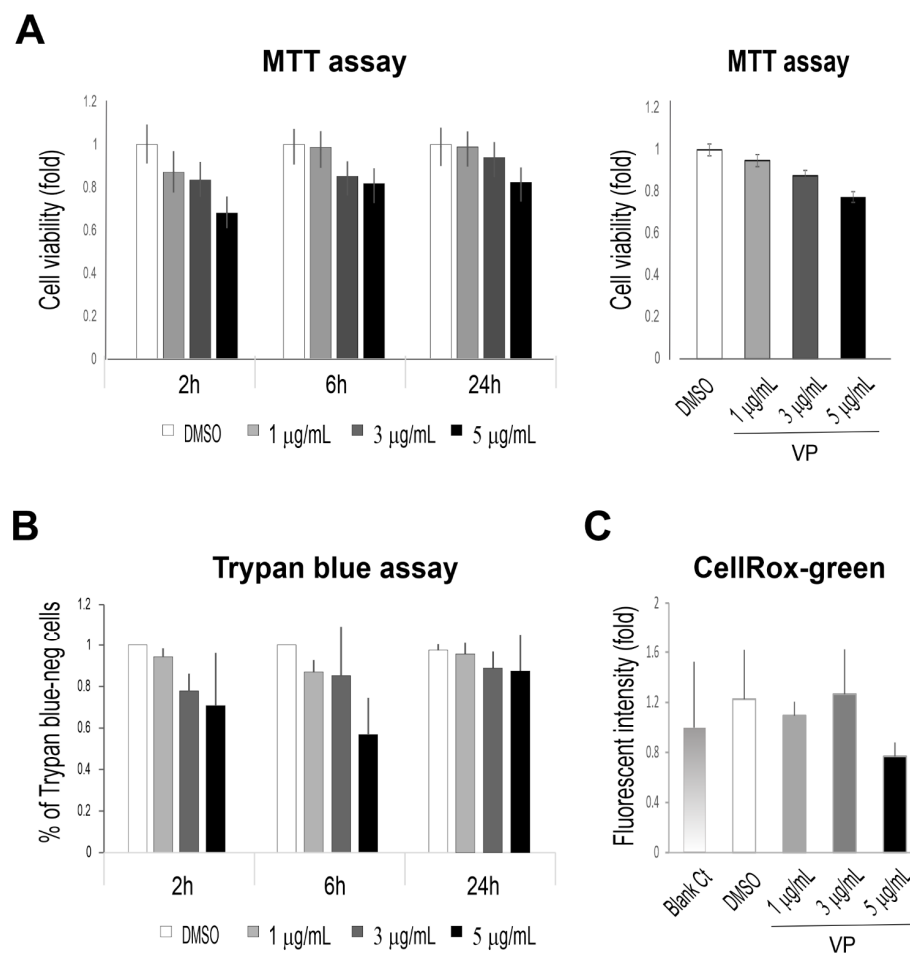 A
MTT assay
Cell viability (fold)
1.2
1
0.8
0.6
0.4
0.2
0
2h
6h
24h
DMSO
1 μg/mL
3 μg/mL
5 μg/mL
MTT assay
Cell viability (fold)
1.2
1
0.8
0.6
0.4
0.2
0
DMSO
1 μg/mL
3 μg/mL
5 μg/mL
VP
B
Trypan blue assay
% of Trypan blue-neg cells
1.2
1
0.8
0.6
0.4
0.2
0
2h
6h
24h
DMSO
1 μg/mL
3 μg/mL
5 μg/mL
C
CellRox-green
Fluorescent intensity (fold)
2
1.6
1.2
0.8
0.4
0
Blank Ct
DMSO
1 μg/mL
3 μg/mL
5 μg/mL
VP